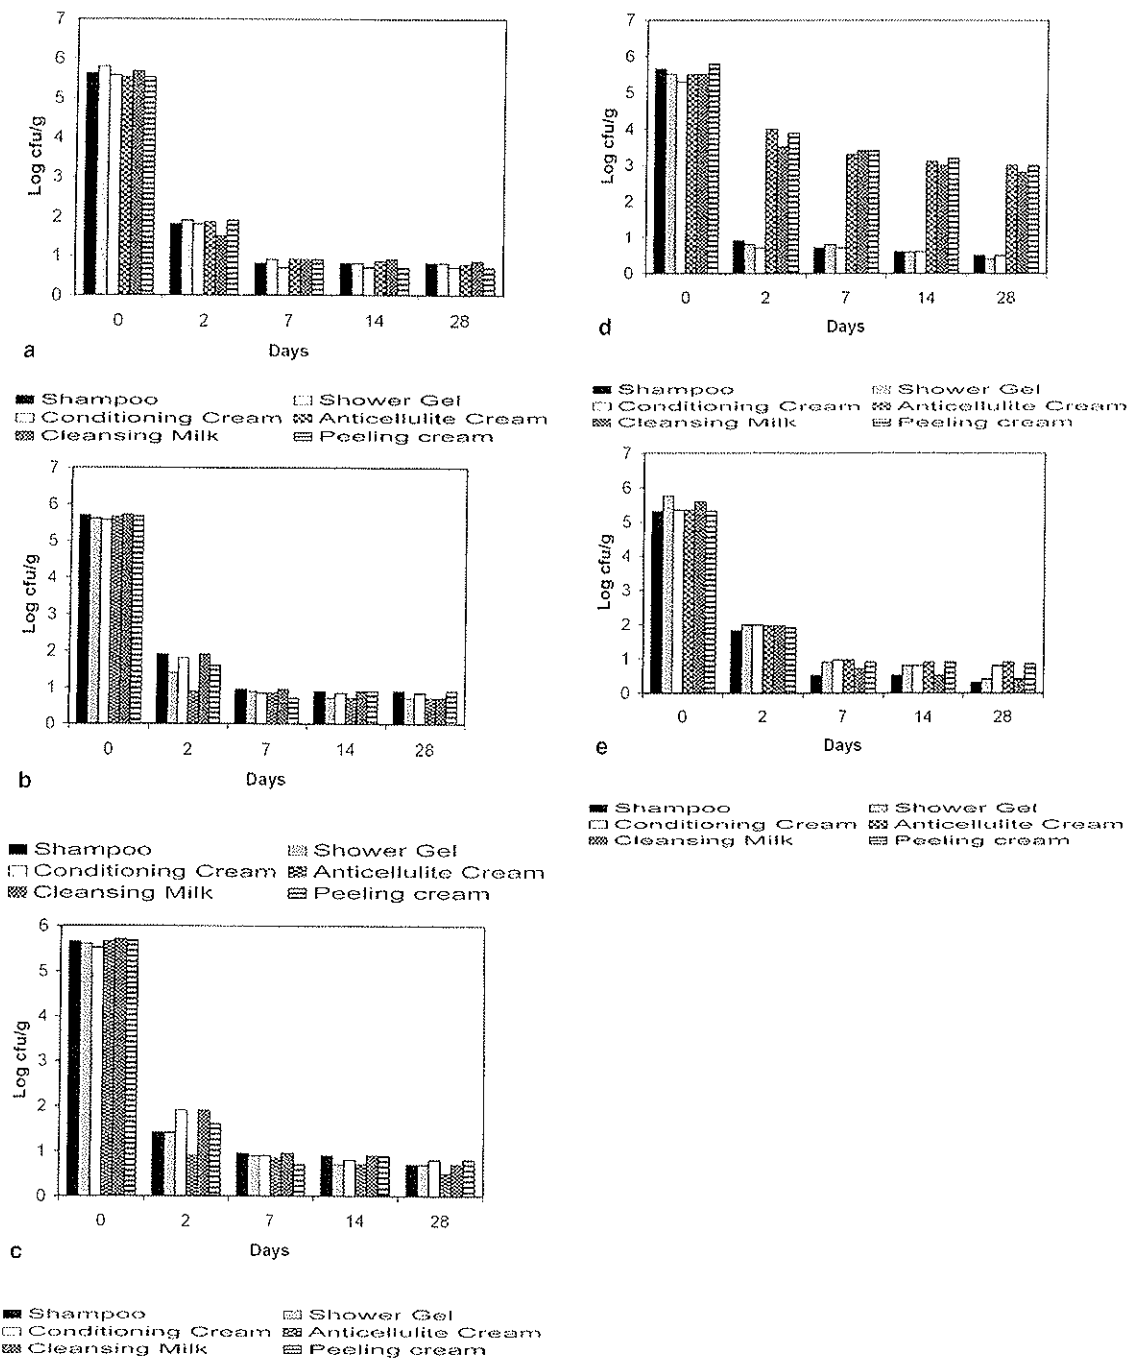 7
6
5
4
3
2
1
0
Log cfu/g
0 2 7 14 28
Days
a
Shampoo Shower Gel
Conditioning Cream Anticellulite Cream
Cleansing Milk Peeling cream
7
6
5
4
3
2
1
0
Log cfu/g
0 2 7 14 28
Days
b
Shampoo Shower Gel
Conditioning Cream Anticellulite Cream
Cleansing Milk Peeling cream
6
5
4
3
2
1
0
Log cfu/g
0 2 7 14 28
Days
c
Shampoo Shower Gel
Conditioning Cream Anticellulite Cream
Cleansing Milk Peeling cream
7
6
5
4
3
2
1
0
Log cfu/g
0 2 7 14 28
Days
d
Shampoo Shower Gel
Conditioning Cream Anticellulite Cream
Cleansing Milk Peeling cream
7
6
5
4
3
2
1
0
Log cfu/g
0 2 7 14 28
Days
e
Shampoo Shower Gel
Conditioning Cream Anticellulite Cream
Cleansing Milk Peeling cream